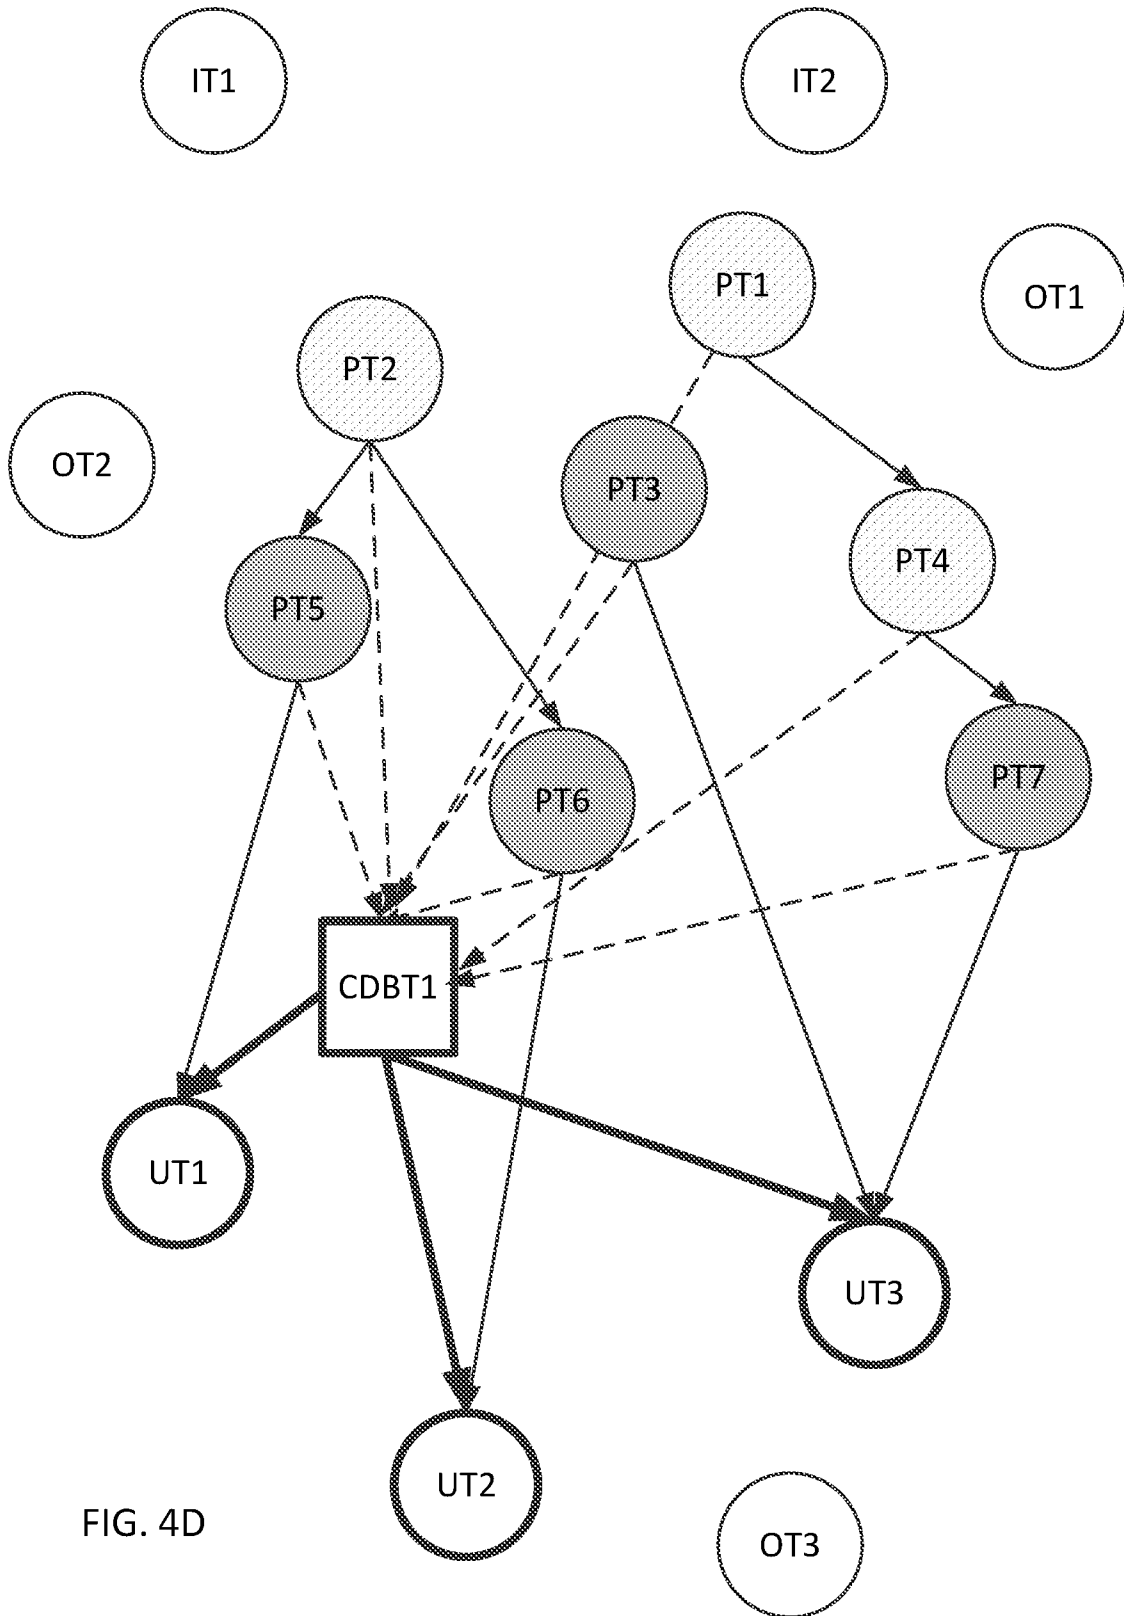 IT1
IT2
PT1
OT1
PT2
OT2
PT3
PT4
PT5
PT7
PT6
CDBT1
UT1
UT3
UT2
FIG. 4D
OT3